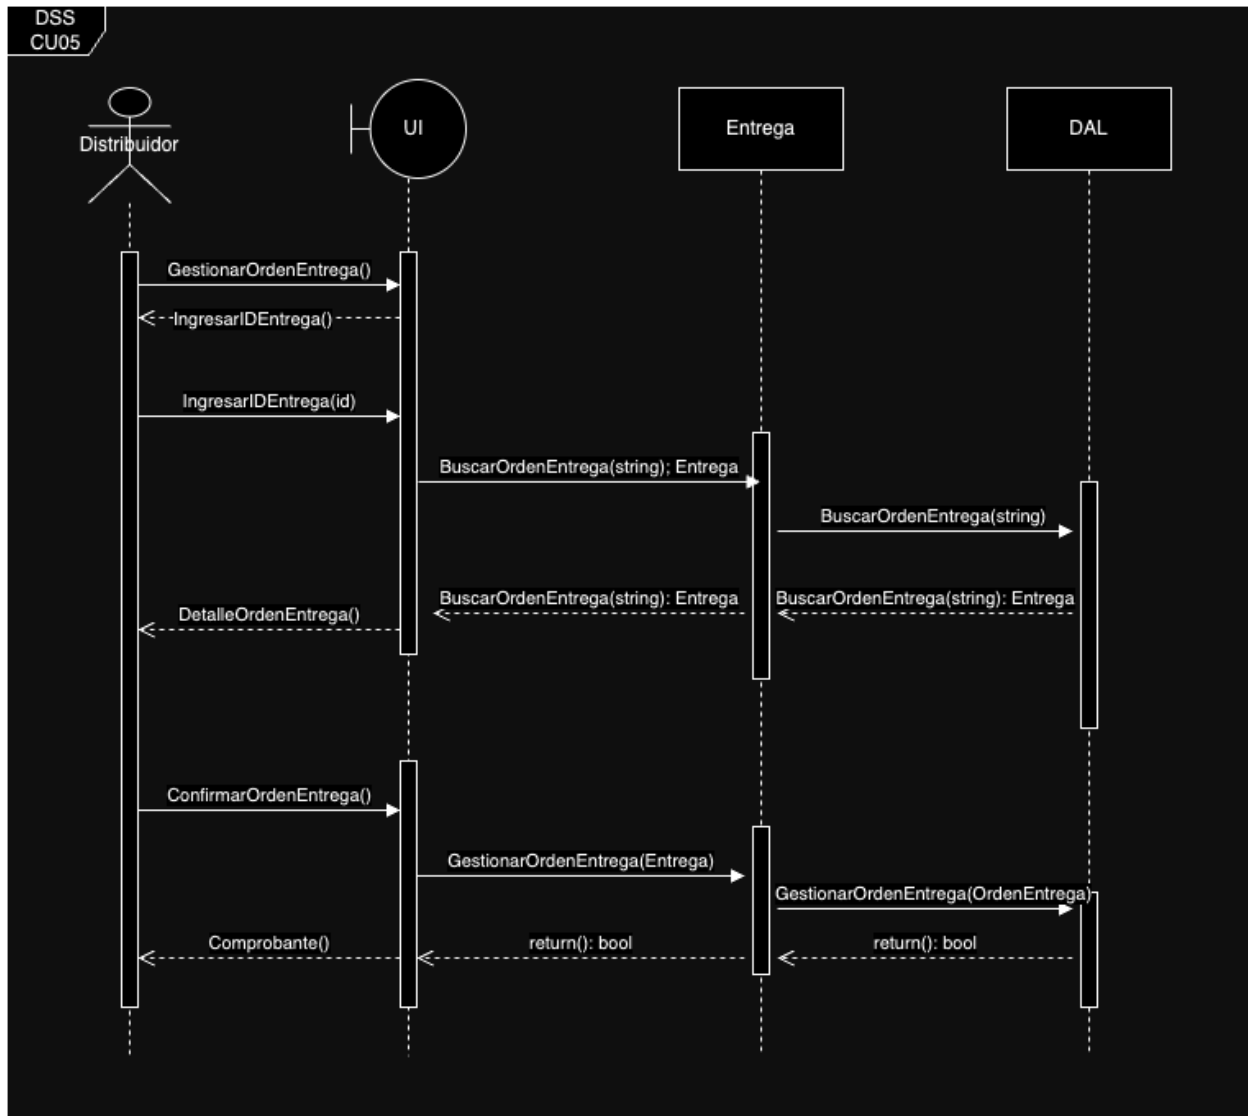 DSS
CU05
Distribuidor
UI
Entrega
DAL
GestionarOrdenEntrega()
IngresarIDEntrega()
IngresarIDEntrega(id)
BuscarOrdenEntrega(string); Entrega
BuscarOrdenEntrega(string)
BuscarOrdenEntrega(string): Entrega
BuscarOrdenEntrega(string): Entrega
DetalleOrdenEntrega()
ConfirmarOrdenEntrega()
GestionarOrdenEntrega(Entrega)
GestionarOrdenEntrega(OrdenEntrega)
Comprobante()
return(): bool
return(): bool